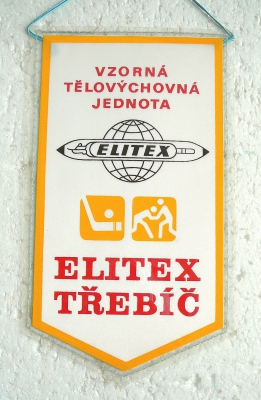 VZORNÁ
TĚLOVÝCHOVNÁ
JEDNOTA
ELITEX
ELITEX
TŘEBÍČ